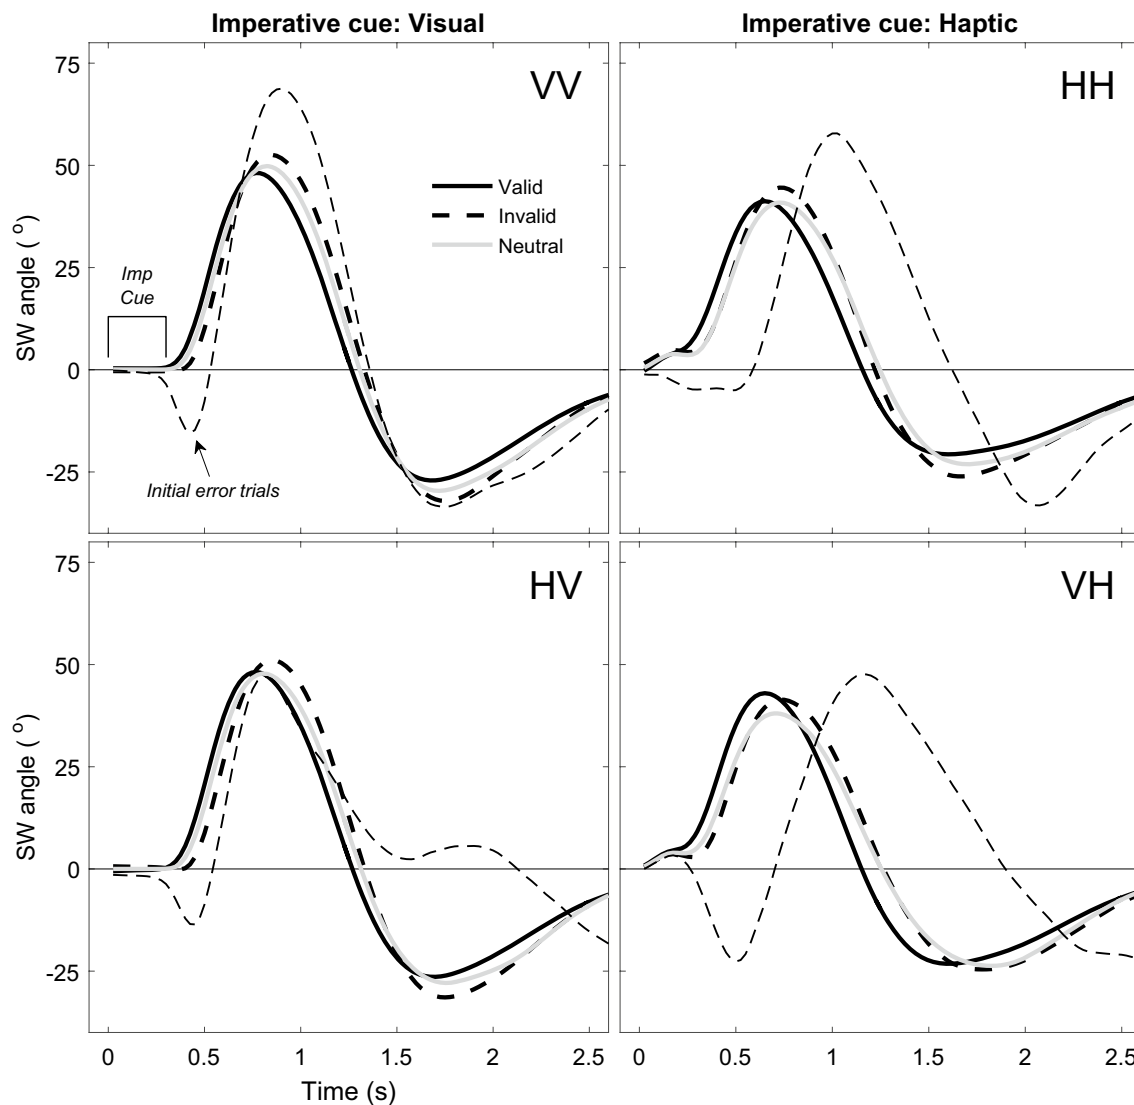 Imperative cue: Visual
Imperative cue: Haptic
75
50
25
0
-25
SW angle ( o)
VV
Valid
Invalid
Neutral
Imp
Cue
Initial error trials
HH
75
50
25
0
-25
SW angle ( o)
HV
VH
0 0.5 1 1.5 2 2.5
0 0.5 1 1.5 2 2.5
Time (s)